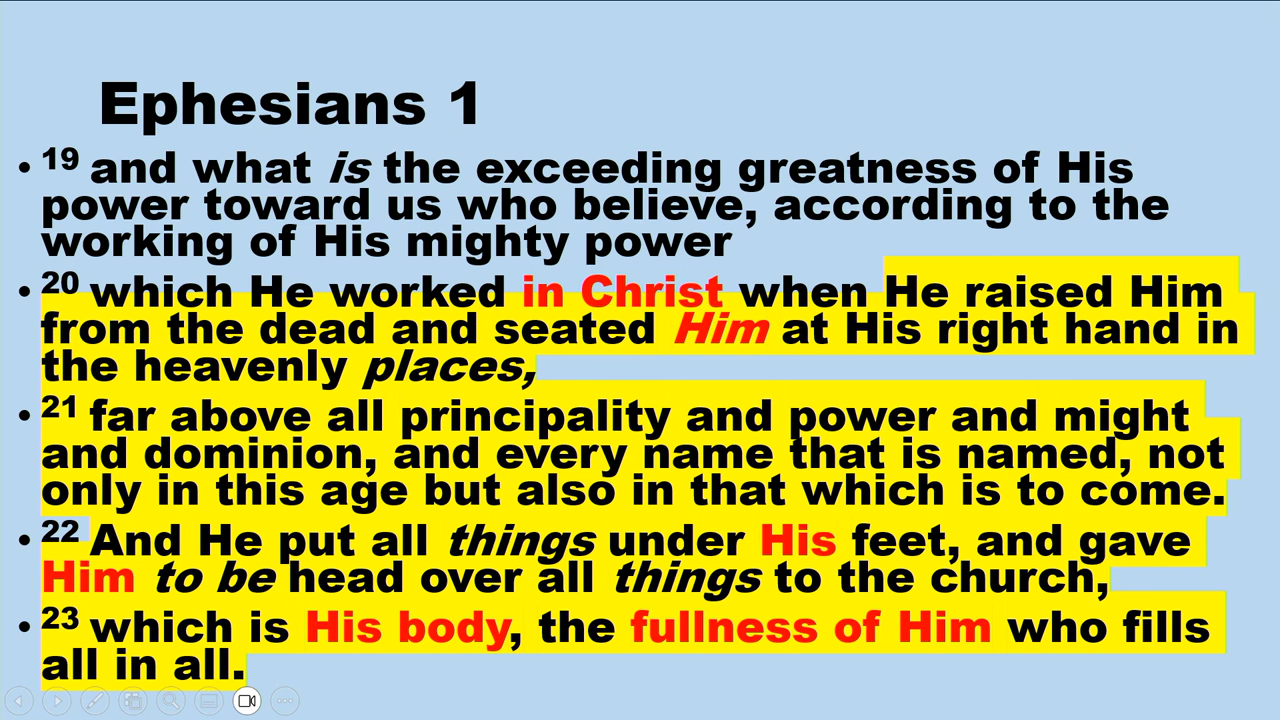 Ephesians 1
• 19 and what is the exceeding greatness of His
power toward us who believe, according to the
working of His mighty power
• 20 which He worked in Christ when He raised Him
from the dead and seated Him at His right hand in
the heavenly places,
• 21 far above all principality and power and might
and dominion, and every name that is named, not
only in this age but also in that which is to come.
• 22 And He put all things under His feet, and gave
Him to be head over all things to the church,
• 23 which is His body, the fullness of Him who fills
all in all.